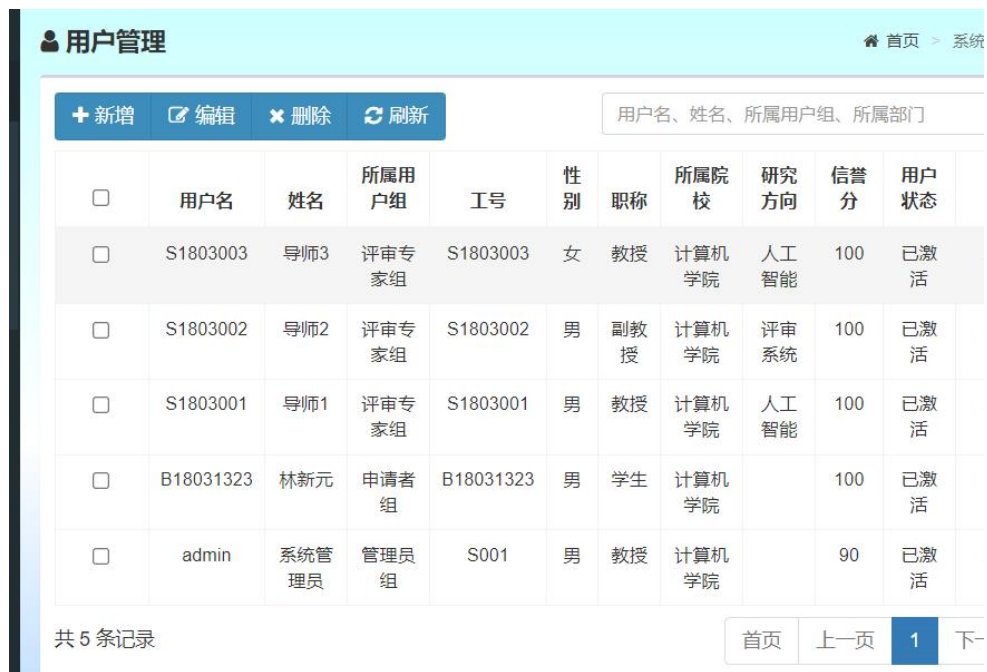 用户管理
首页 > 系统
新增 编辑 删除 刷新
用户名、姓名、所属用户组、所属部门
用户名 姓名 所属用户组 工号 性别 职称 所属院校 研究方向 信誉分 用户状态
S1803003 导师3 评审专家组 S1803003 女 教授 计算机学院 人工智能 100 已激活
S1803002 导师2 评审专家组 S1803002 男 副教授 计算机学院 评审系统 100 已激活
S1803001 导师1 评审专家组 S1803001 男 教授 计算机学院 人工智能 100 已激活
B18031323 林新元 申请者组 B18031323 男 学生 计算机学院 100 已激活
admin 系统管理员 管理员组 S001 男 教授 计算机学院 90 已激活
共 5 条记录
首页 上一页 1 下一